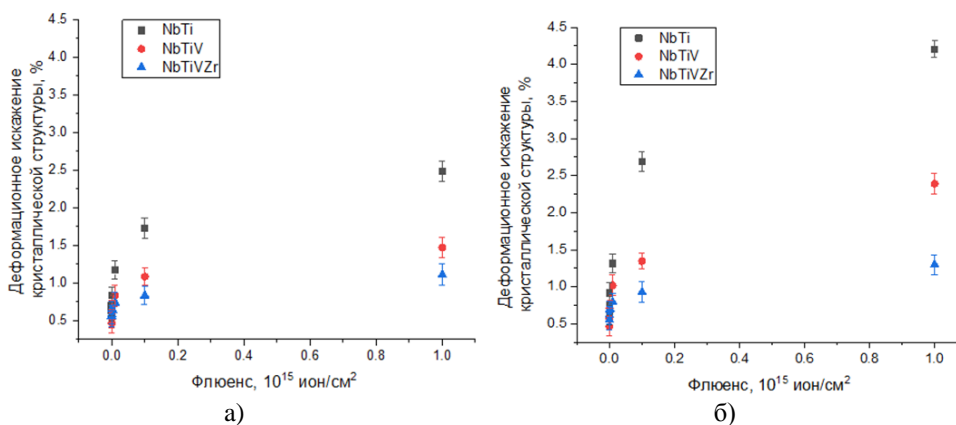 NbTi
NbTiV
NbTiVZr
Деформационное искажение
кристаллической структуры, %
4.5
4.0
3.5
3.0
2.5
2.0
1.5
1.0
0.5
0.0
0.2
0.4
0.6
0.8
1.0
Флюенс, 10¹⁵ ион/см²
а)
NbTi
NbTiV
NbTiVZr
Деформационное искажение
кристаллической структуры, %
4.5
4.0
3.5
3.0
2.5
2.0
1.5
1.0
0.5
0.0
0.2
0.4
0.6
0.8
1.0
Флюенс, 10¹⁵ ион/см²
б)